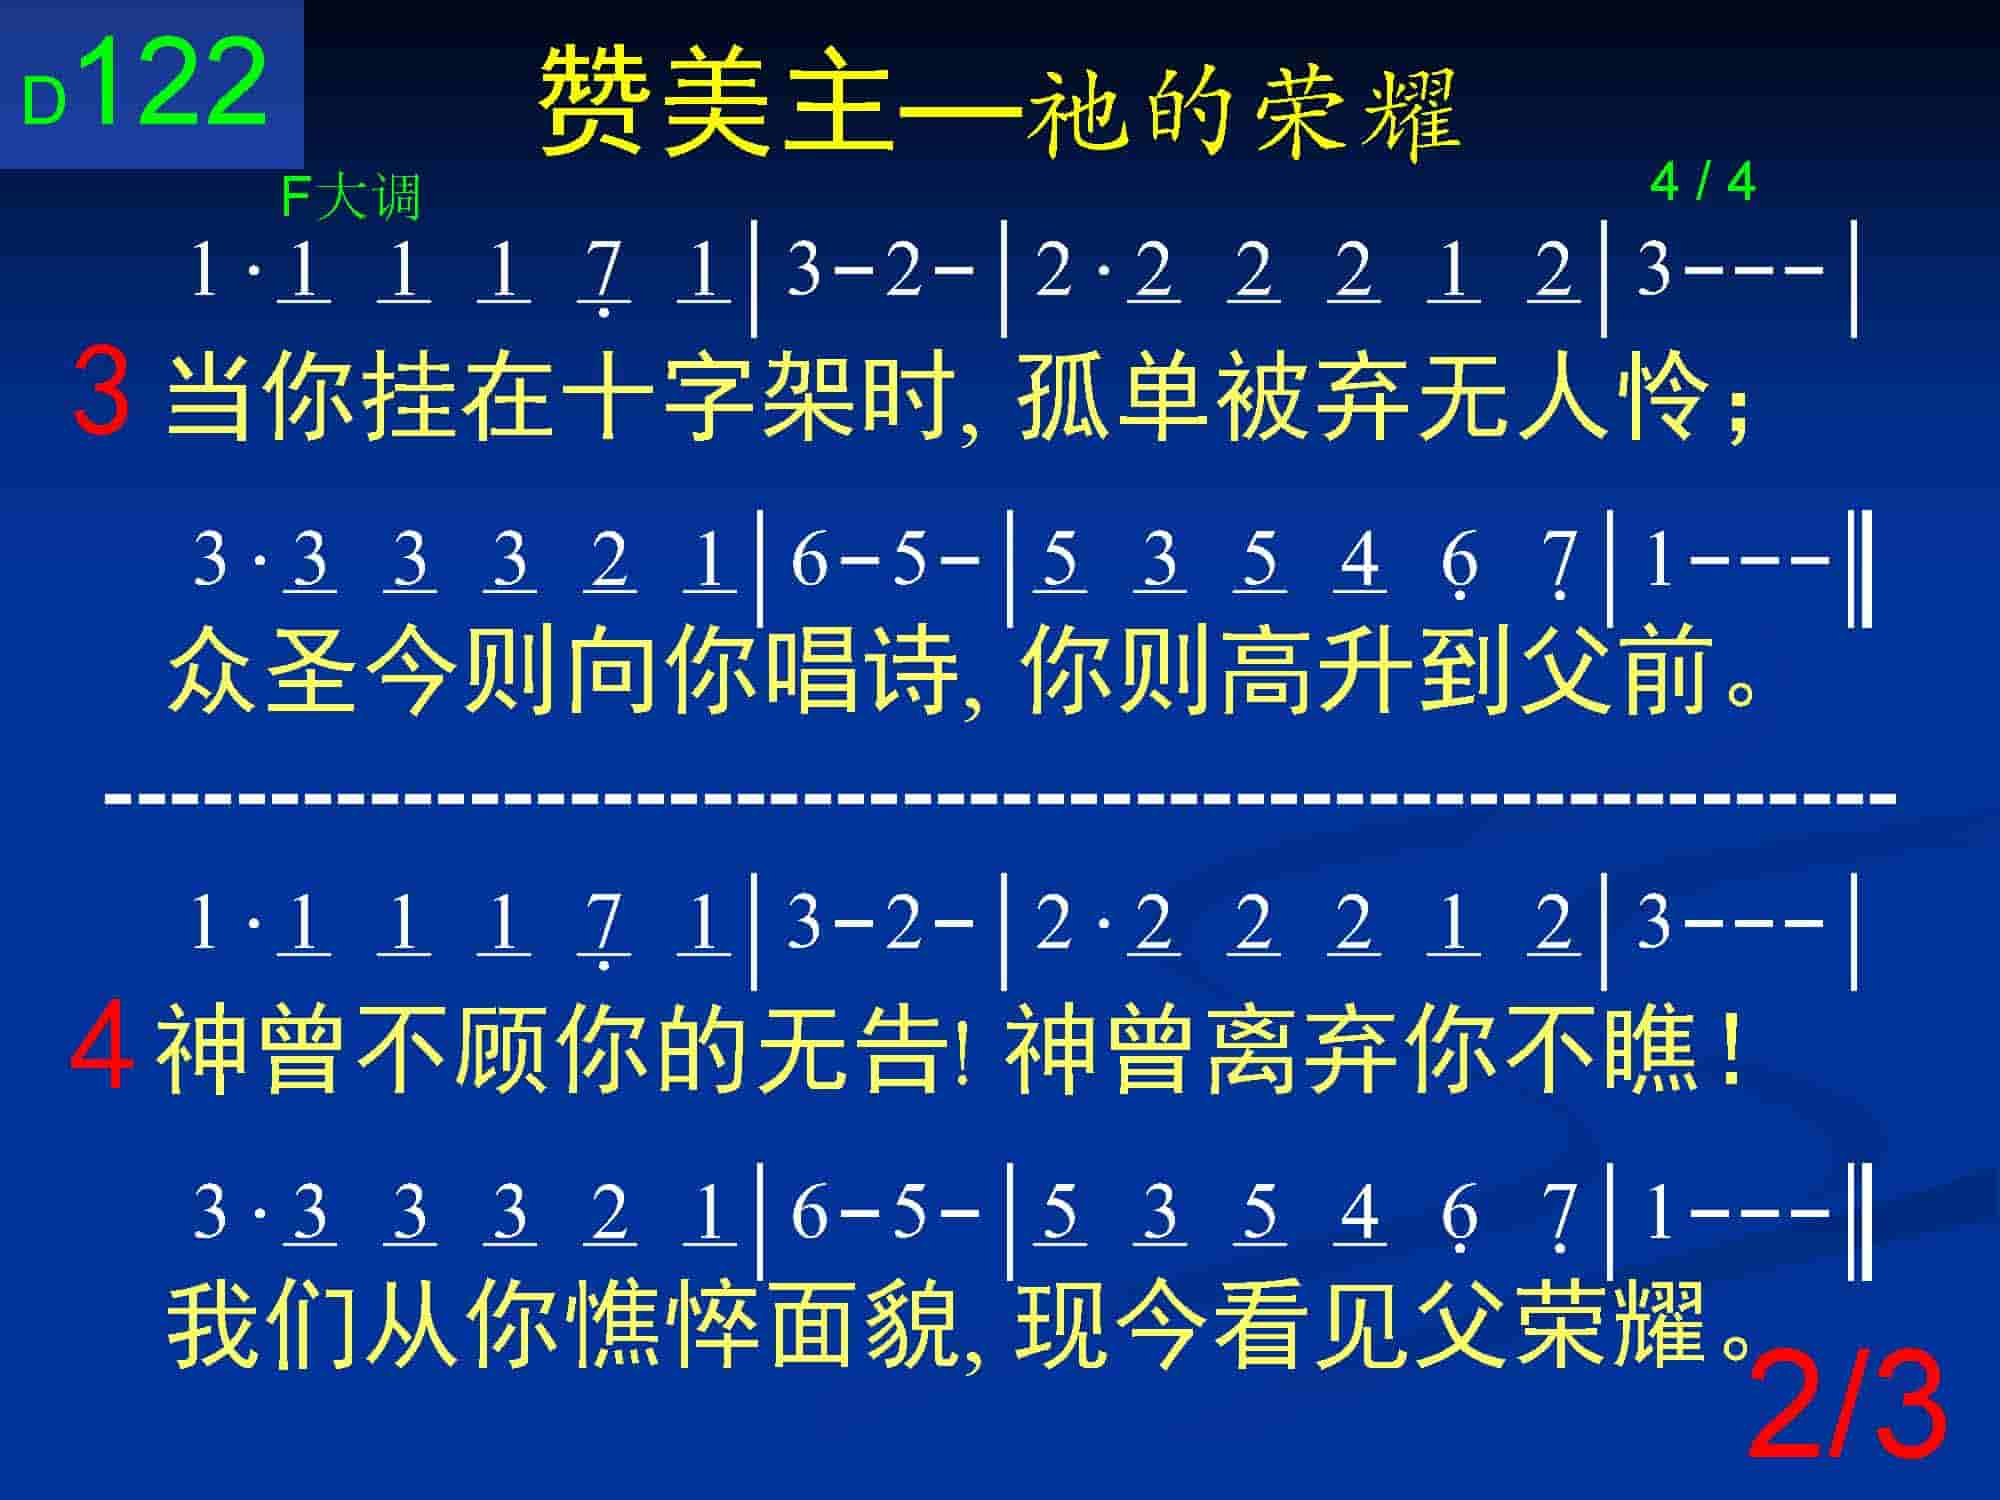 D122 赞美主—祂的荣耀
F大调 4 / 4
1 · 1 1 1 7̣ 1 | 3 - 2 - | 2 · 2 2 2 1 2 | 3 - - - |
3 当你挂在十字架时, 孤单被弃无人怜;
3 · 3 3 3 2 1 | 6 - 5 - | 5 3 5 4 6̣ 7̣ | 1 - - - ‖
众圣今则向你唱诗, 你则高升到父前。
1 · 1 1 1 7̣ 1 | 3 - 2 - | 2 · 2 2 2 1 2 | 3 - - - |
4 神曾不顾你的无告! 神曾离弃你不瞧!
3 · 3 3 3 2 1 | 6 - 5 - | 5 3 5 4 6̣ 7̣ | 1 - - - ‖
我们从你憔悴面貌, 现今看见父荣耀。
2/3